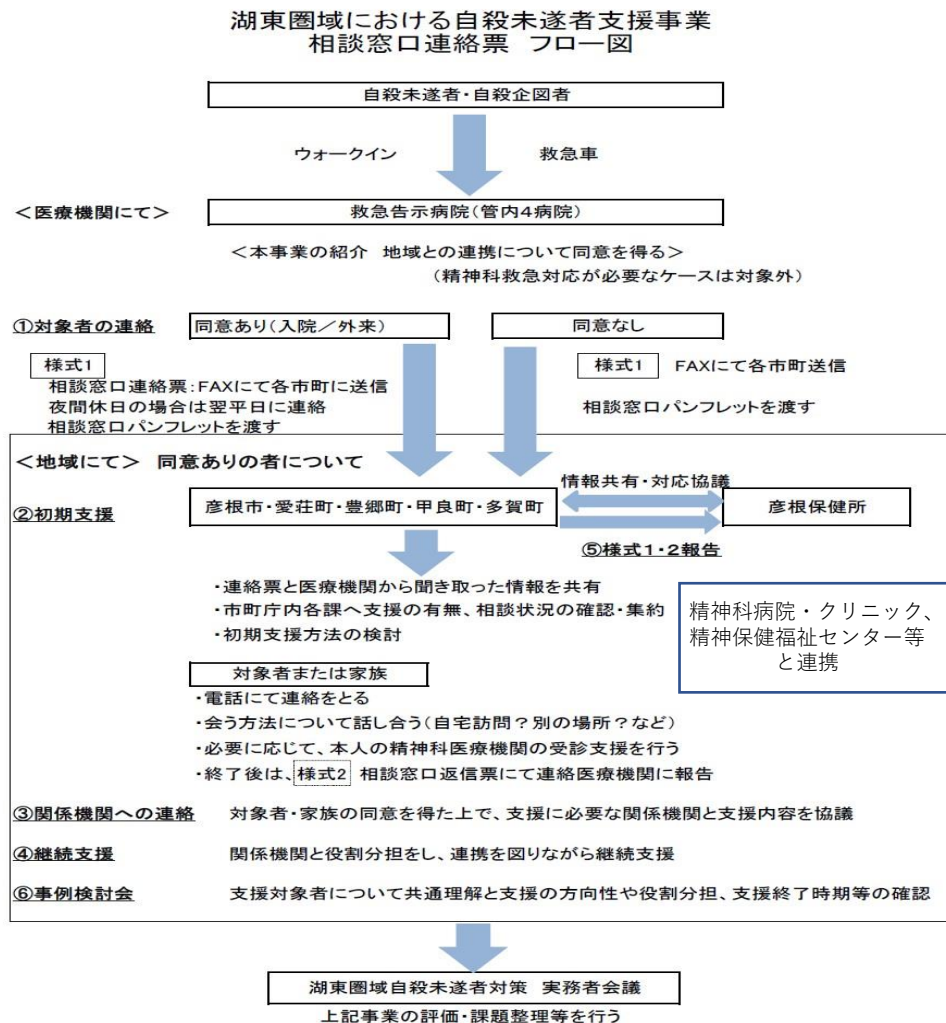 湖東圏域における自殺未遂者支援事業
相談窓口連絡票 フロー図
自殺未遂者・自殺企図者
ウォークイン 救急車
＜医療機関にて＞ 救急告示病院(管内4病院)
＜本事業の紹介 地域との連携について同意を得る＞
(精神科救急対応が必要なケースは対象外)
①対象者の連絡 同意あり(入院／外来) 同意なし
様式1
相談窓口連絡票:FAXにて各市町に送信
夜間休日の場合は翌平日に連絡
相談窓口パンフレットを渡す
様式1 FAXにて各市町送信
相談窓口パンフレットを渡す
＜地域にて＞ 同意ありの者について
情報共有・対応協議
②初期支援 彦根市・愛荘町・豊郷町・甲良町・多賀町 彦根保健所
⑤様式1・2報告
・連絡票と医療機関から聞き取った情報を共有
・市町庁内各課へ支援の有無、相談状況の確認・集約
・初期支援方法の検討
精神科病院・クリニック、
精神保健福祉センター等
と連携
対象者または家族
・電話にて連絡をとる
・会う方法について話し合う(自宅訪問？別の場所？など)
・必要に応じて、本人の精神科医療機関の受診支援を行う
・終了後は、様式2 相談窓口返信票にて連絡医療機関に報告
③関係機関への連絡 対象者・家族の同意を得た上で、支援に必要な関係機関と支援内容を協議
④継続支援 関係機関と役割分担をし、連携を図りながら継続支援
⑥事例検討会 支援対象者について共通理解と支援の方向性や役割分担、支援終了時期等の確認
湖東圏域自殺未遂者対策 実務者会議
上記事業の評価・課題整理等を行う